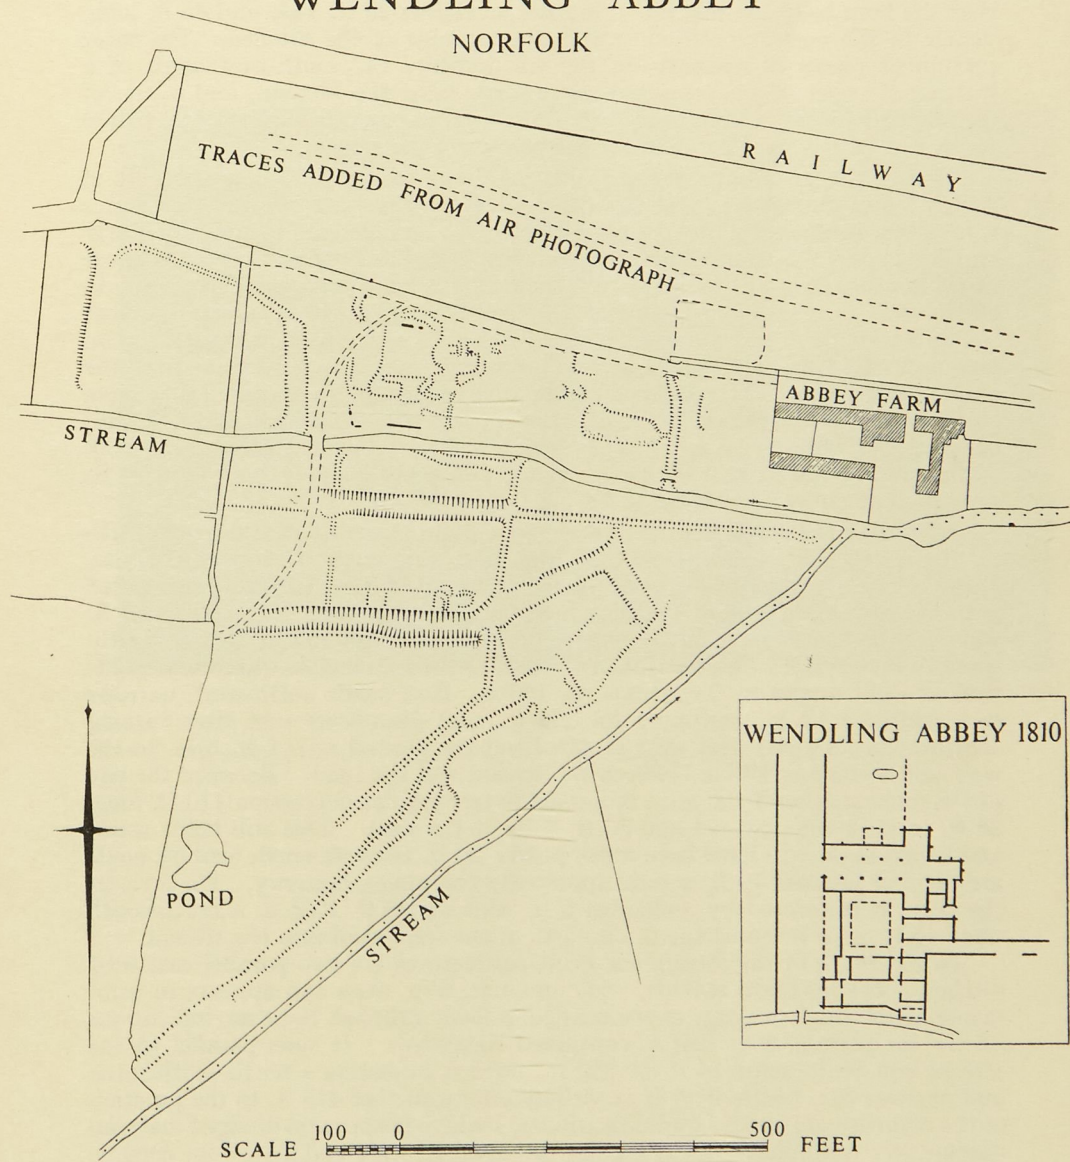 WENDLING ABBEY
NORFOLK
RAILWAY
TRACES ADDED FROM AIR PHOTOGRAPH
ABBEY FARM
STREAM
WENDLING ABBEY 1810
POND
STREAM
SCALE 100 0 500 FEET